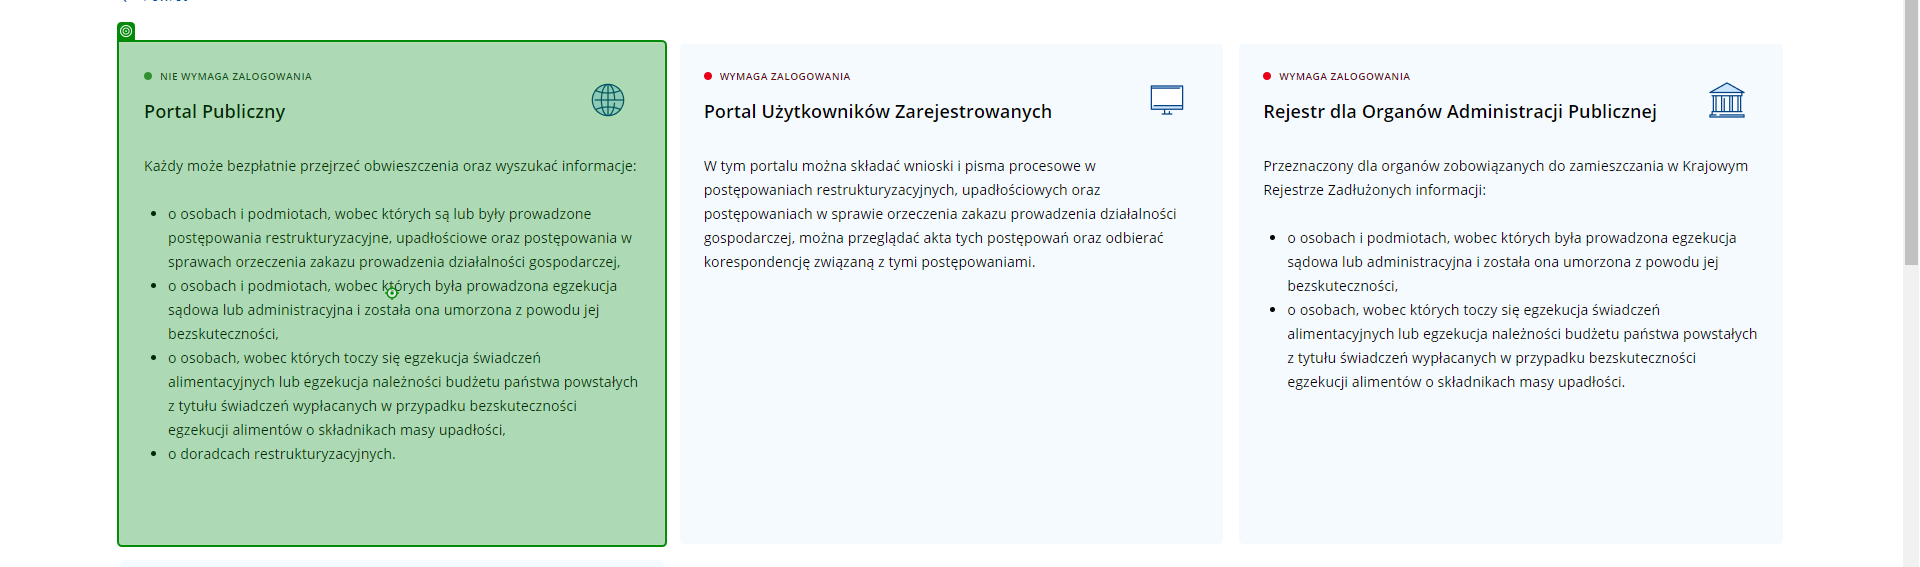 NIE WYMAGA ZALOGOWANIA
Portal Publiczny
Każdy może bezpłatnie przejrzeć obwieszczenia oraz wyszukać informacje:
• o osobach i podmiotach, wobec których są lub były prowadzone
postępowania restrukturyzacyjne, upadłościowe oraz postępowania w
sprawach orzeczenia zakazu prowadzenia działalności gospodarczej,
• o osobach i podmiotach, wobec których była prowadzona egzekucja
sądowa lub administracyjna i została ona umorzona z powodu jej
bezskuteczności,
• o osobach, wobec których toczy się egzekucja świadczeń
alimentacyjnych lub egzekucja należności budżetu państwa powstałych
z tytułu świadczeń wypłacanych w przypadku bezskuteczności
egzekucji alimentów o składnikach masy upadłości,
• o doradcach restrukturyzacyjnych.
WYMAGA ZALOGOWANIA
Portal Użytkowników Zarejestrowanych
W tym portalu można składać wnioski i pisma procesowe w
postępowaniach restrukturyzacyjnych, upadłościowych oraz
postępowaniach w sprawie orzeczenia zakazu prowadzenia działalności
gospodarczej, można przeglądać akta tych postępowań oraz odbierać
korespondencję związaną z tymi postępowaniami.
WYMAGA ZALOGOWANIA
Rejestr dla Organów Administracji Publicznej
Przeznaczony dla organów zobowiązanych do zamieszczania w Krajowym
Rejestrze Zadłużonych informacji:
• o osobach i podmiotach, wobec których była prowadzona egzekucja
sądowa lub administracyjna i została ona umorzona z powodu jej
bezskuteczności,
• o osobach, wobec których toczy się egzekucja świadczeń
alimentacyjnych lub egzekucja należności budżetu państwa powstałych
z tytułu świadczeń wypłacanych w przypadku bezskuteczności
egzekucji alimentów o składnikach masy upadłości.